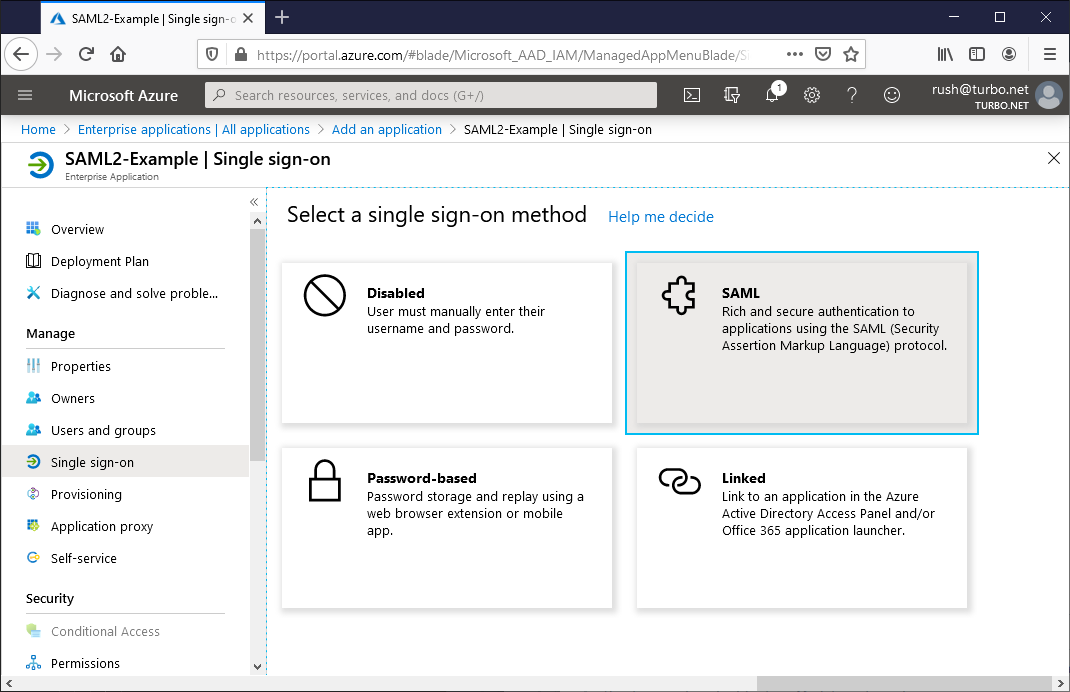 SAML2-Example | Single sign-o
https://portal.azure.com/#blade/Microsoft_AAD_IAM/ManagedAppMenuBlade/Si
Microsoft Azure
Search resources, services, and docs (G+/)
1
rush@turbo.net
TURBO.NET
Home > Enterprise applications | All applications > Add an application > SAML2-Example | Single sign-on
SAML2-Example | Single sign-on
Enterprise Application
«
Overview
Deployment Plan
Diagnose and solve proble...
Manage
Properties
Owners
Users and groups
Single sign-on
Provisioning
Application proxy
Self-service
Security
Conditional Access
Permissions
Select a single sign-on method
Help me decide
Disabled
User must manually enter their
username and password.
SAML
Rich and secure authentication to
applications using the SAML (Security
Assertion Markup Language) protocol.
Password-based
Password storage and replay using a
web browser extension or mobile
app.
Linked
Link to an application in the Azure
Active Directory Access Panel and/or
Office 365 application launcher.